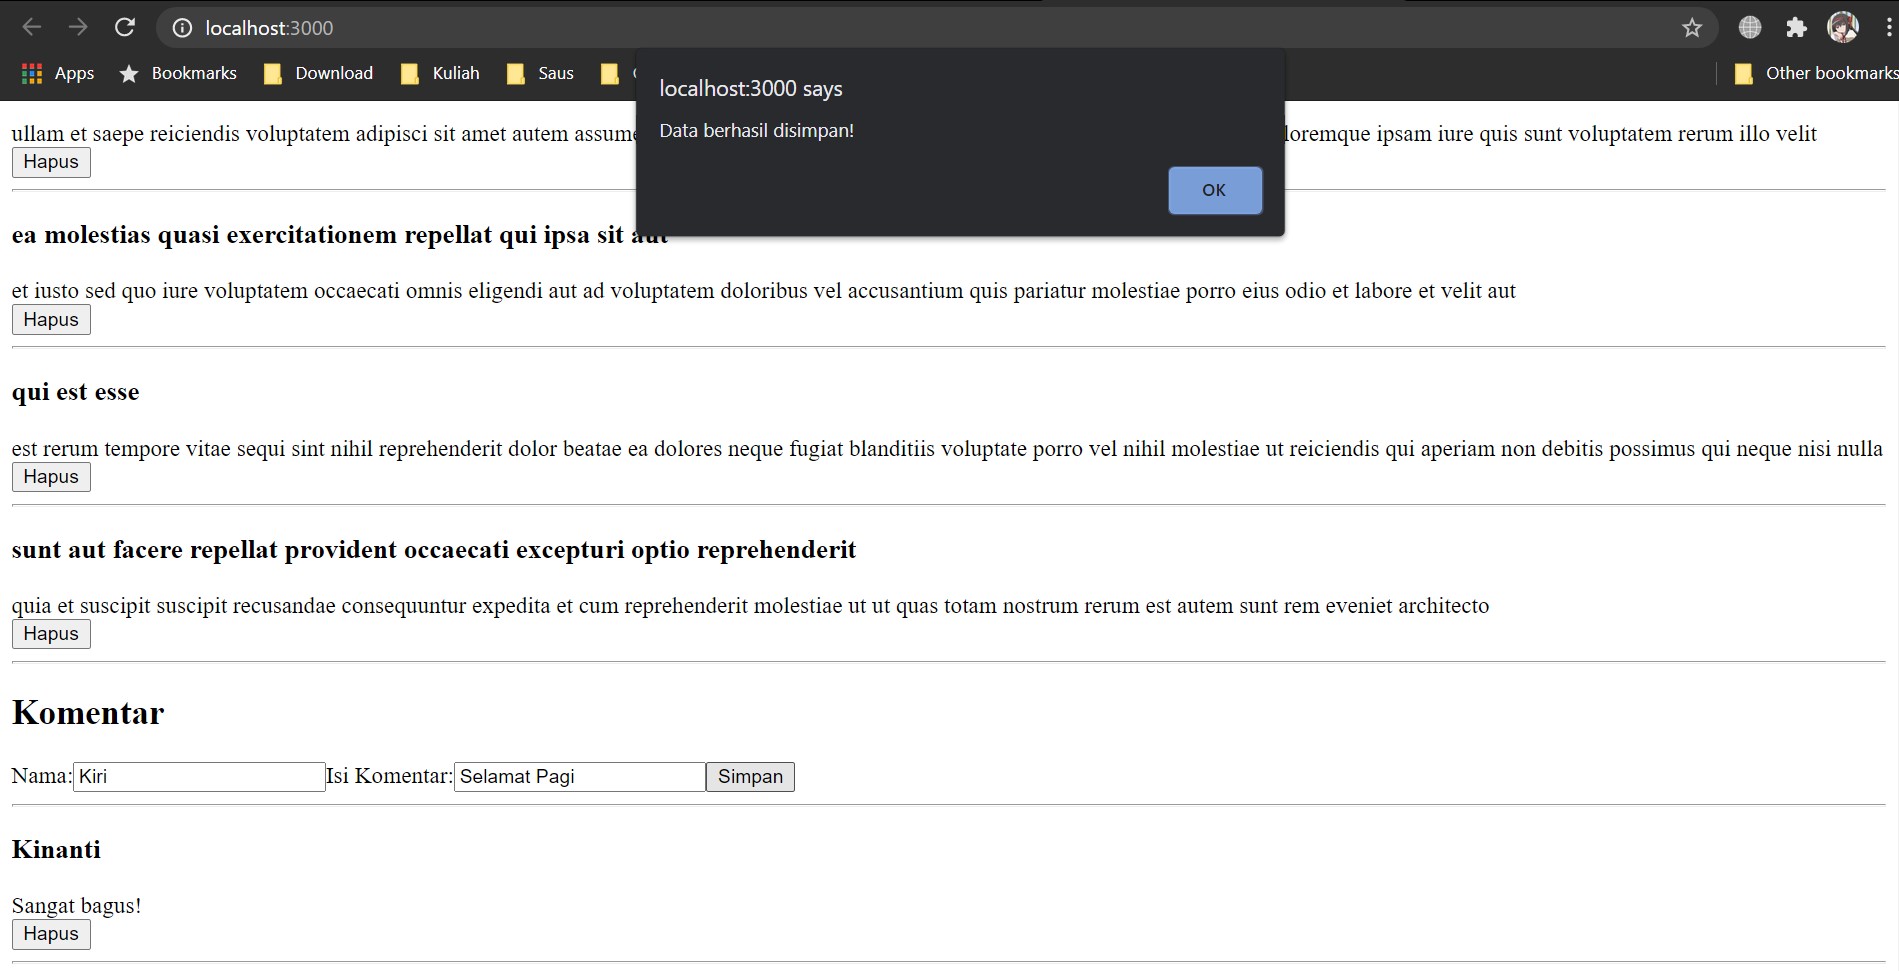 localhost:3000
Apps Bookmarks Download Kuliah Saus Other bookmarks
localhost:3000 says
Data berhasil disimpan!
OK
ullam et saepe reiciendis voluptatem adipisci sit amet autem loremque ipsam iure quis sunt voluptatem rerum illo velit
Hapus
ea molestias quasi exercitationem repellat qui ipsa sit aut
et iusto sed quo iure voluptatem occaecati omnis eligendi aut ad voluptatem doloribus vel accusantium quis pariatur molestiae porro eius odio et labore et velit aut
Hapus
qui est esse
est rerum tempore vitae sequi sint nihil reprehenderit dolor beatae ea dolores neque fugiat blanditiis voluptate porro vel nihil molestiae ut reiciendis qui aperiam non debitis possimus qui neque nisi nulla
Hapus
sunt aut facere repellat provident occaecati excepturi optio reprehenderit
quia et suscipit suscipit recusandae consequuntur expedita et cum reprehenderit molestiae ut ut quas totam nostrum rerum est autem sunt rem eveniet architecto
Hapus
Komentar
Nama: Kiri Isi Komentar: Selamat Pagi Simpan
Kinanti
Sangat bagus!
Hapus